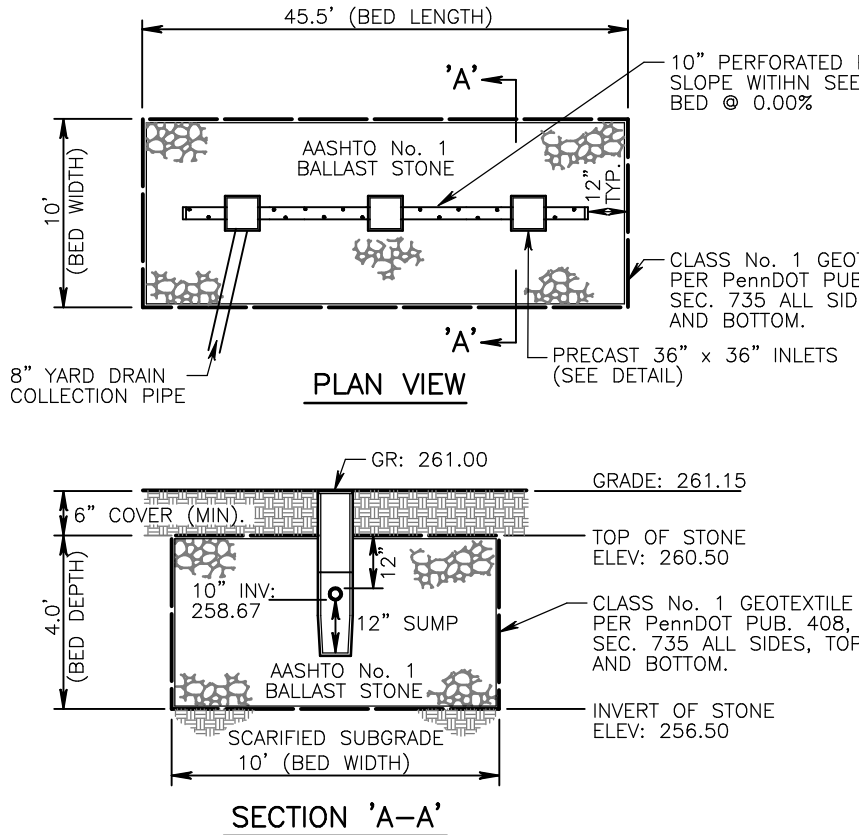 45.5' (BED LENGTH)
'A'
10" PERFORATED
SLOPE WITIHN SEE
BED @ 0.00%
AASHTO No. 1
BALLAST STONE
12"
TYP.
10'
(BED WIDTH)
CLASS No. 1
PER PennDOT PUB
SEC. 735 ALL SID
AND BOTTOM.
'A'
PRECAST 36" x 36" INLETS
(SEE DETAIL)
8" YARD DRAIN
COLLECTION PIPE
PLAN VIEW
GR: 261.00
GRADE: 261.15
6" COVER (MIN).
TOP OF STONE
ELEV: 260.50
12"
10" INV:
258.67
4.0'
(BED DEPTH)
12" SUMP
CLASS No. 1 GEOTEXTILE
PER PennDOT PUB. 408,
SEC. 735 ALL SIDES, TOP
AND BOTTOM.
AASHTO No. 1
BALLAST STONE
INVERT OF STONE
ELEV: 256.50
SCARIFIED SUBGRADE
10' (BED WIDTH)
SECTION 'A-A'